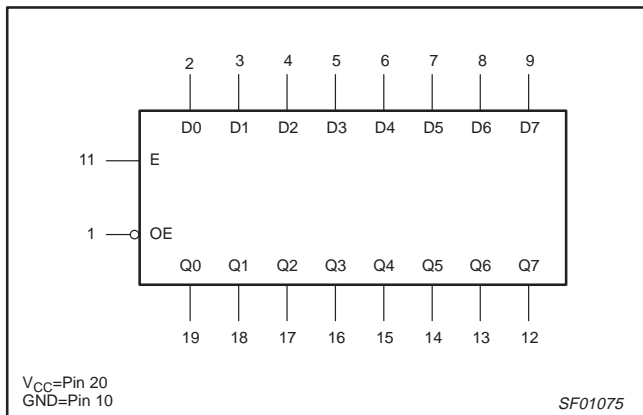 2 3 4 5 6 7 8 9
D0 D1 D2 D3 D4 D5 D6 D7
11 E
1 OE
Q0 Q1 Q2 Q3 Q4 Q5 Q6 Q7
19 18 17 16 15 14 13 12
VCC=Pin 20
GND=Pin 10
SF01075